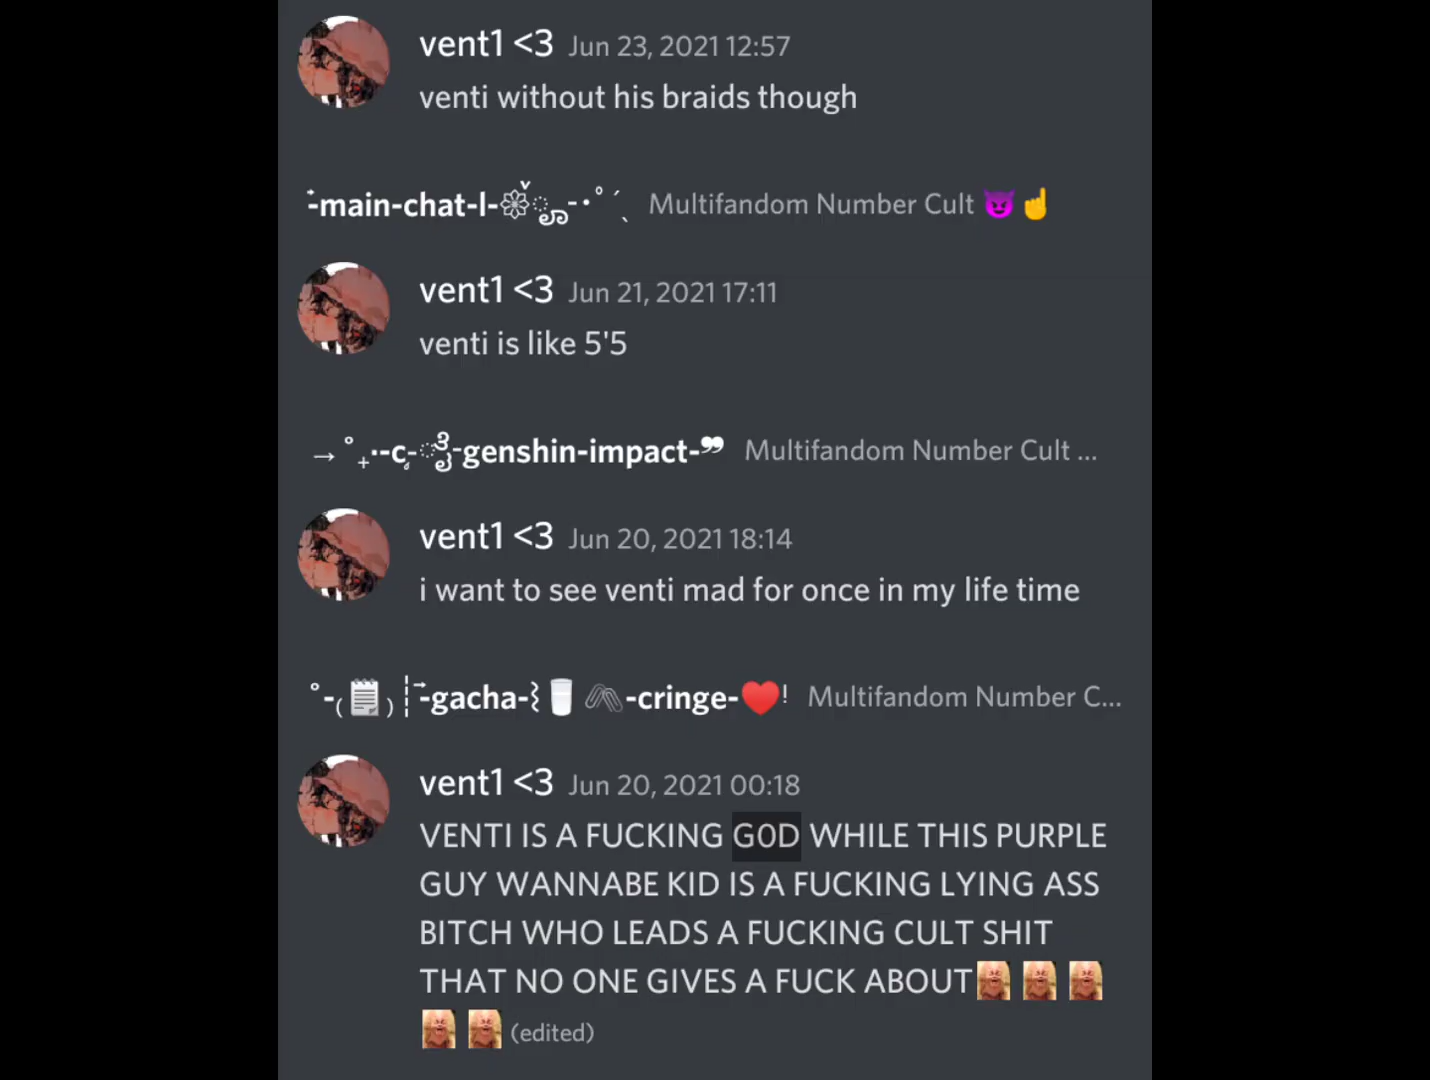 vent1 <3 Jun 23, 2021 12:57
venti without his braids though
-main-chat-l- Multifandom Number Cult 😈☝️
vent1 <3 Jun 21, 2021 17:11
venti is like 5'5
→˚₊··-c-genshin-impact-❞ Multifandom Number Cult ...
vent1 <3 Jun 20, 2021 18:14
i want to see venti mad for once in my life time
˚-₍🗒️₎┊-gacha-⌇🥛🖇️-cringe-❤️! Multifandom Number C...
vent1 <3 Jun 20, 2021 00:18
VENTI IS A FUCKING G0D WHILE THIS PURPLE
GUY WANNABE KID IS A FUCKING LYING ASS
BITCH WHO LEADS A FUCKING CULT SHIT
THAT NO ONE GIVES A FUCK ABOUT
(edited)